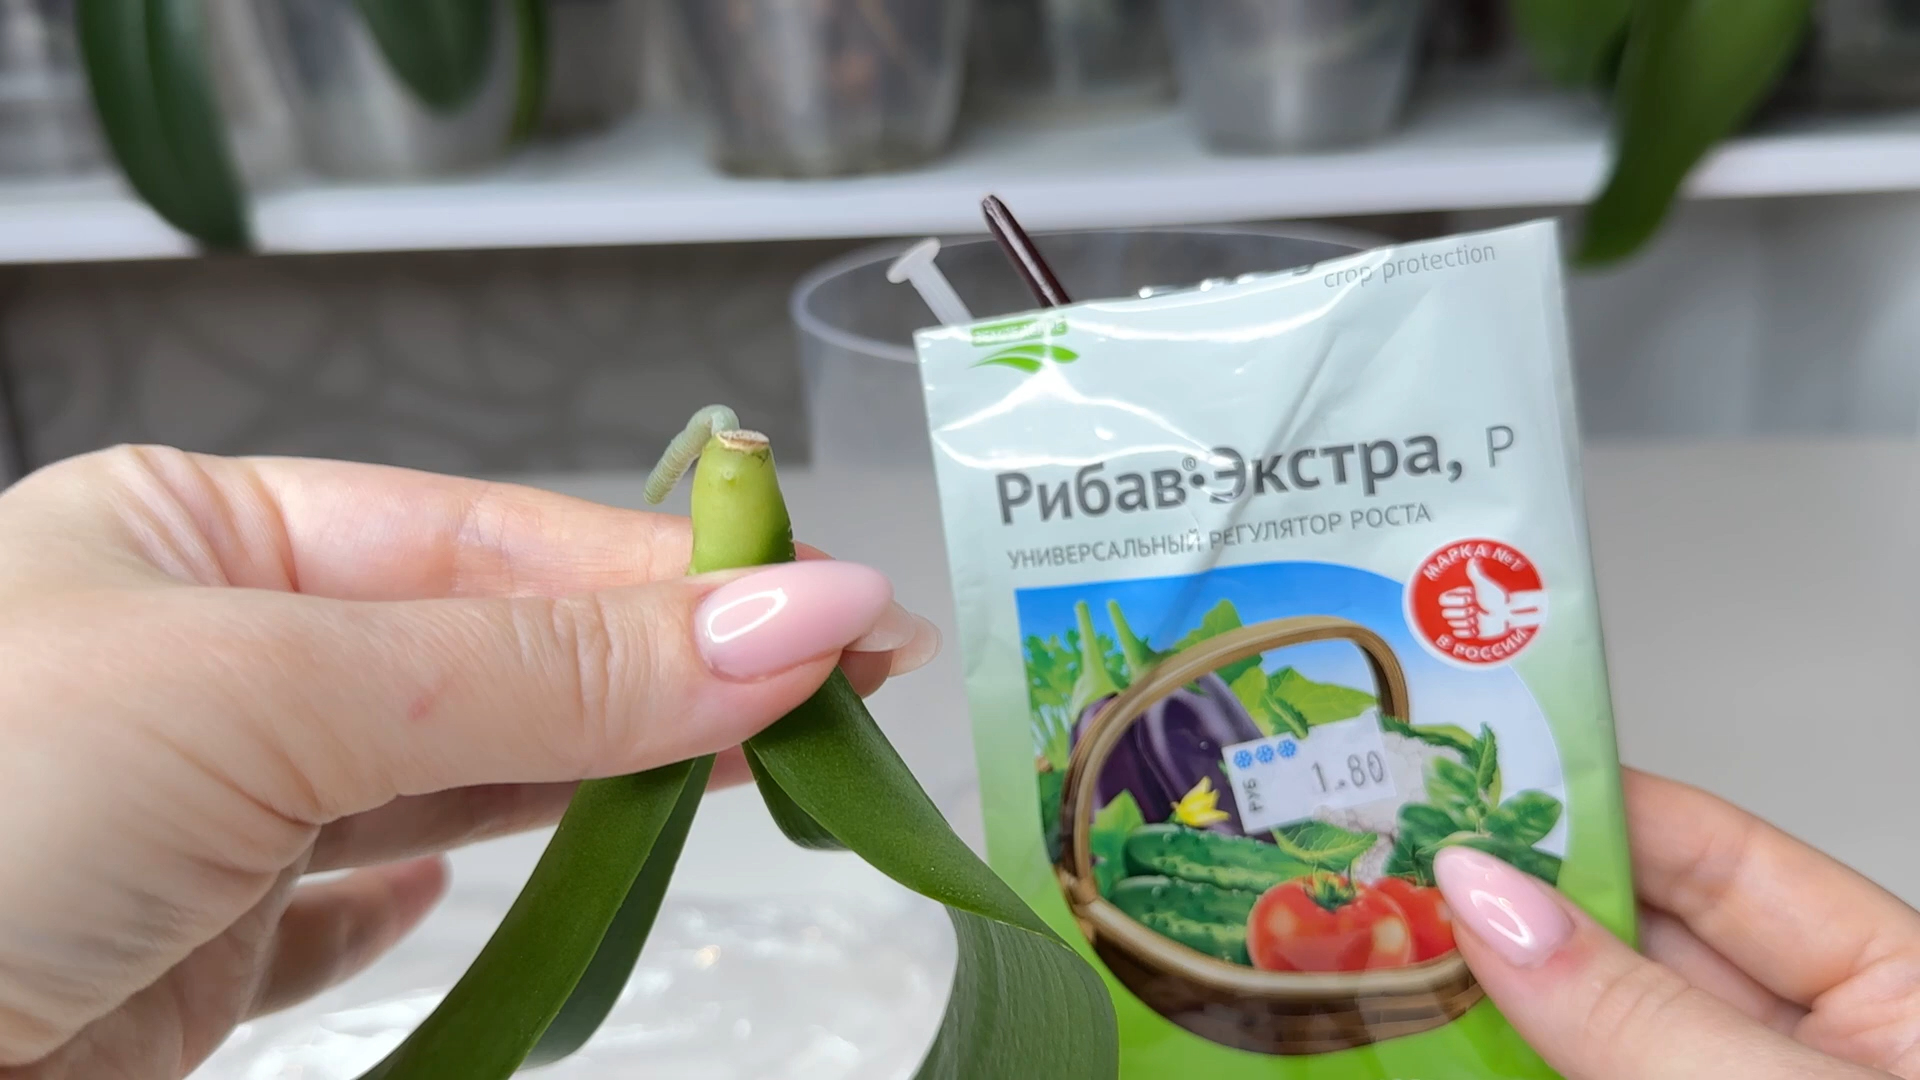 crop protection
Рибав®·Экстра, Р
УНИВЕРСАЛЬНЫЙ РЕГУЛЯТОР РОСТА
МАРКА №1
В РОССИИ
РУБ 1.80